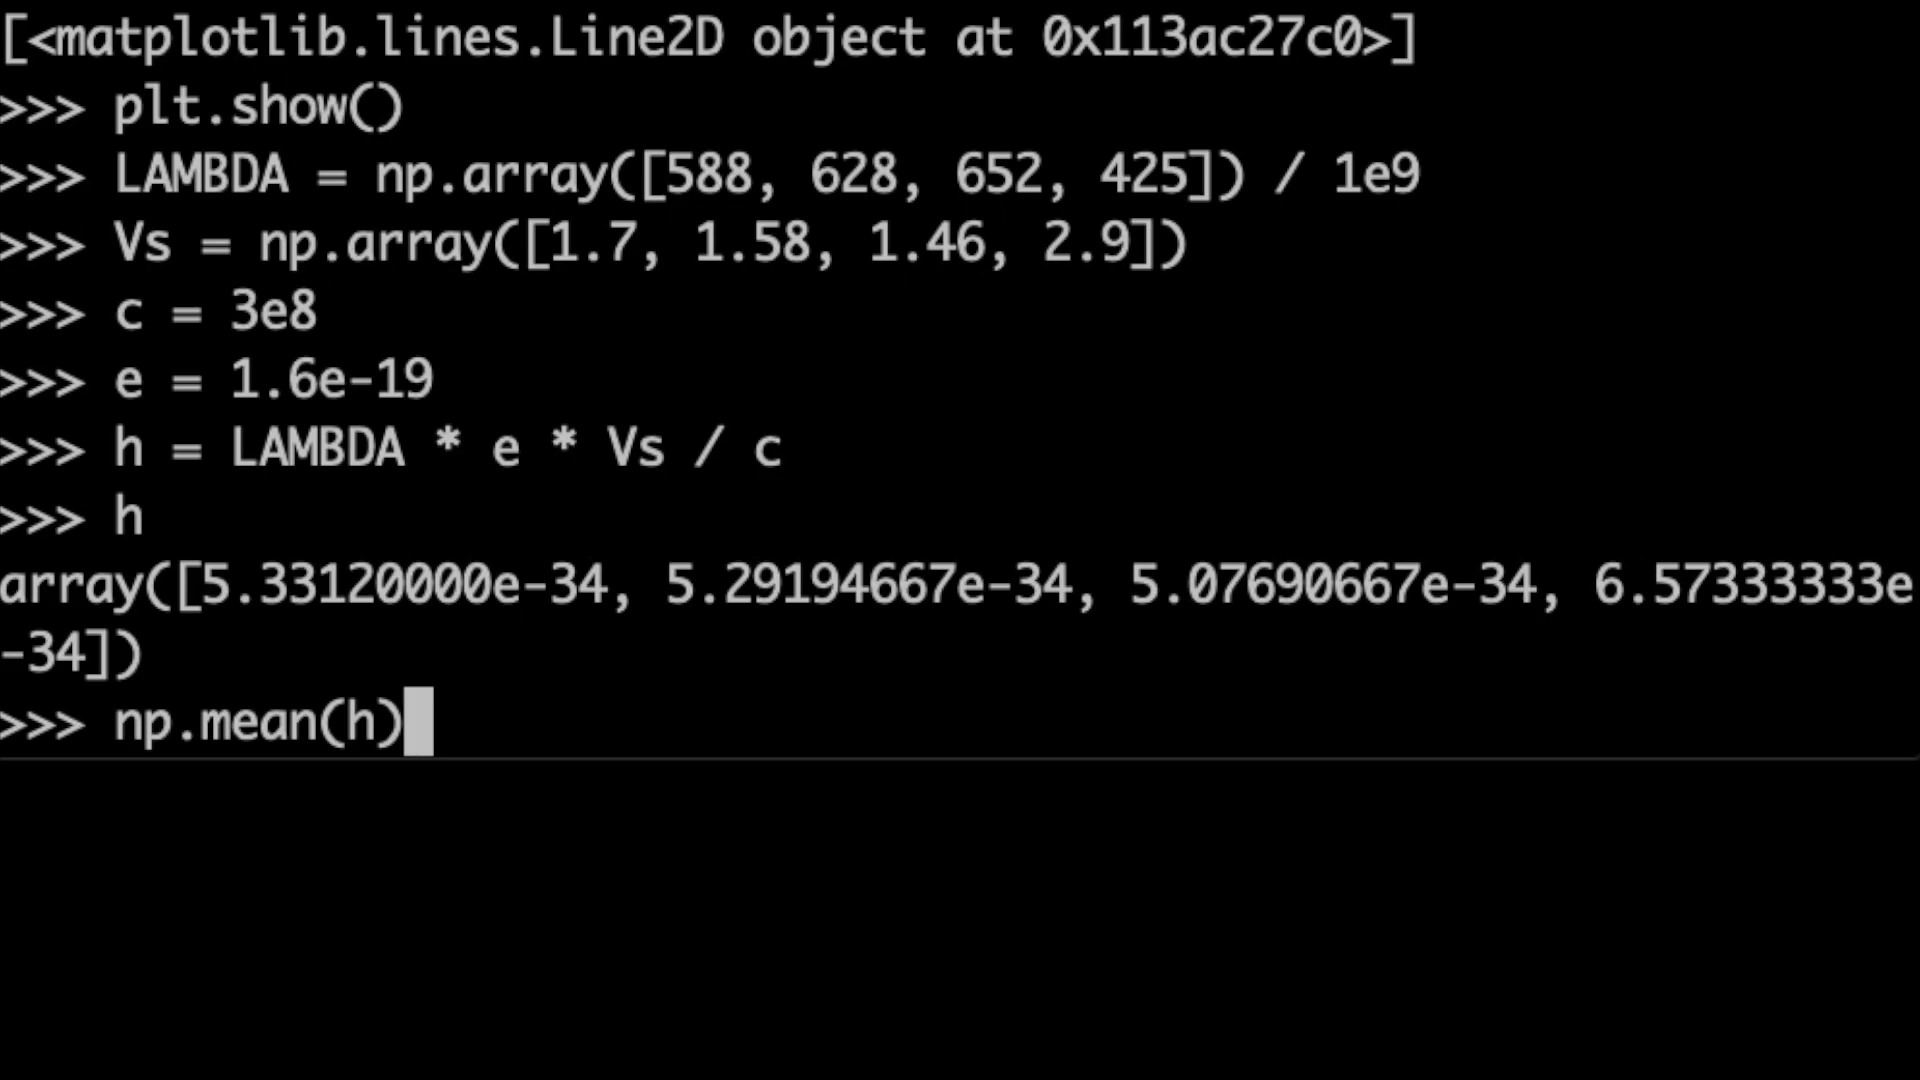 [<matplotlib.lines.Line2D object at 0x113ac27c0>]
>>> plt.show()
>>> LAMBDA = np.array([588, 628, 652, 425]) / 1e9
>>> Vs = np.array([1.7, 1.58, 1.46, 2.9])
>>> c = 3e8
>>> e = 1.6e-19
>>> h = LAMBDA * e * Vs / c
>>> h
array([5.33120000e-34, 5.29194667e-34, 5.07690667e-34, 6.57333333e
-34])
>>> np.mean(h)